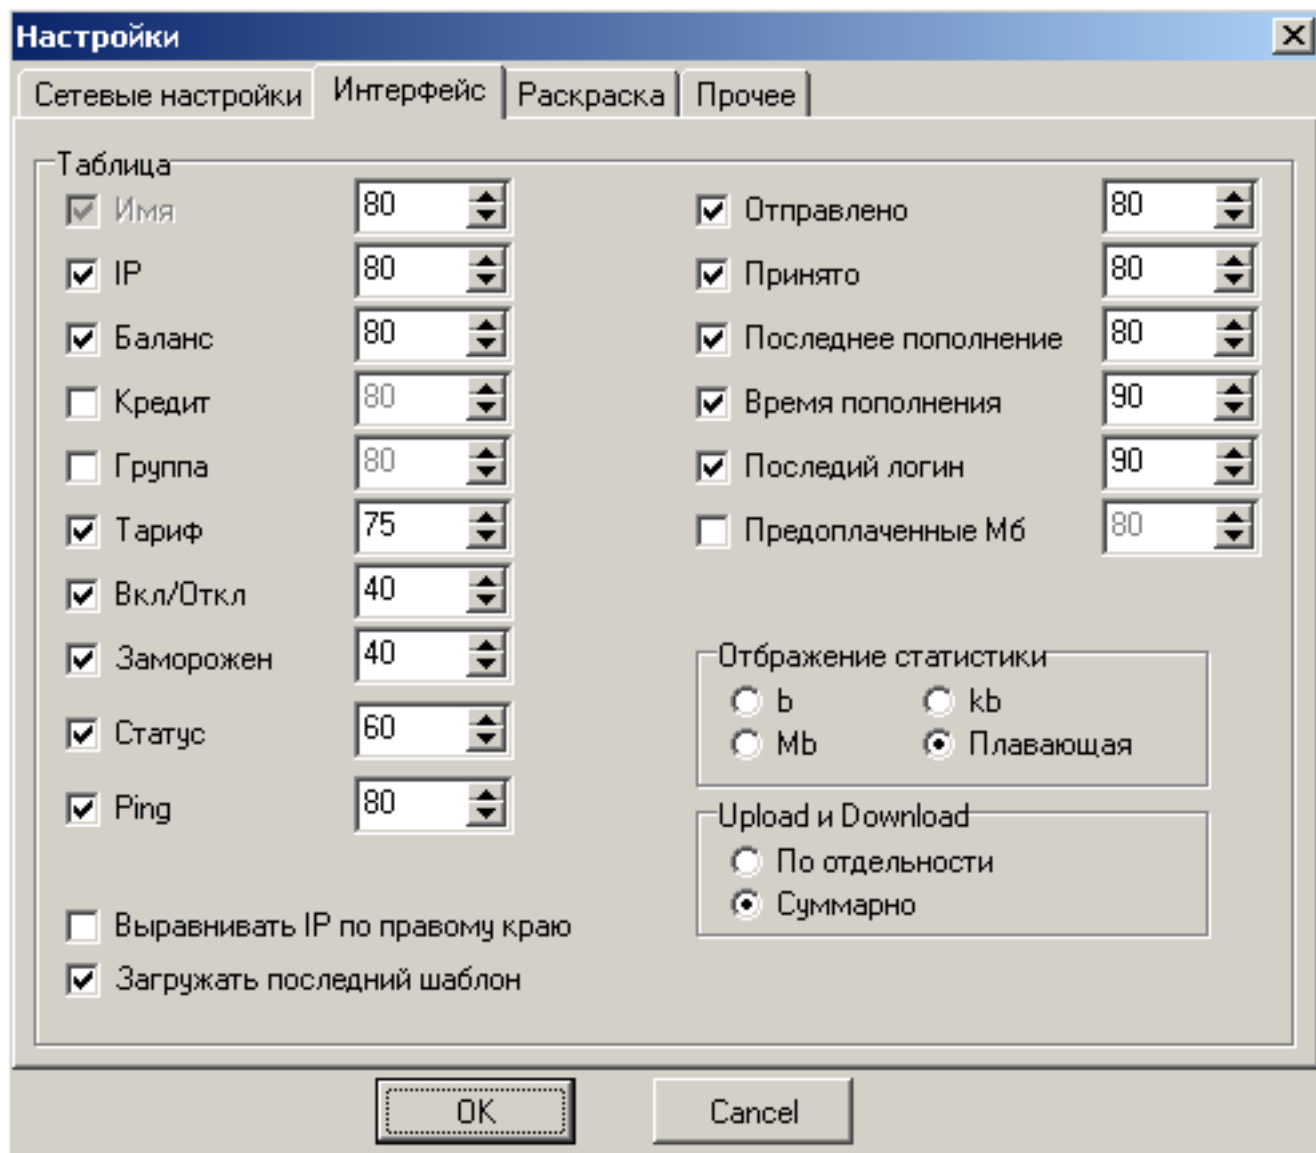 Настройки
Сетевые настройки Интерфейс Раскраска Прочее
Таблица
Имя 80
IP 80
Баланс 80
Кредит 80
Группа 80
Тариф 75
Вкл/Откл 40
Заморожен 40
Статус 60
Ping 80
Выравнивать IP по правому краю
Загружать последний шаблон
Отправлено 80
Принято 80
Последнее пополнение 80
Время пополнения 90
Последий логин 90
Предоплаченные Мб 80
Отбражение статистики
b kb
Mb Плавающая
Upload и Download
По отдельности
Суммарно
OK Cancel